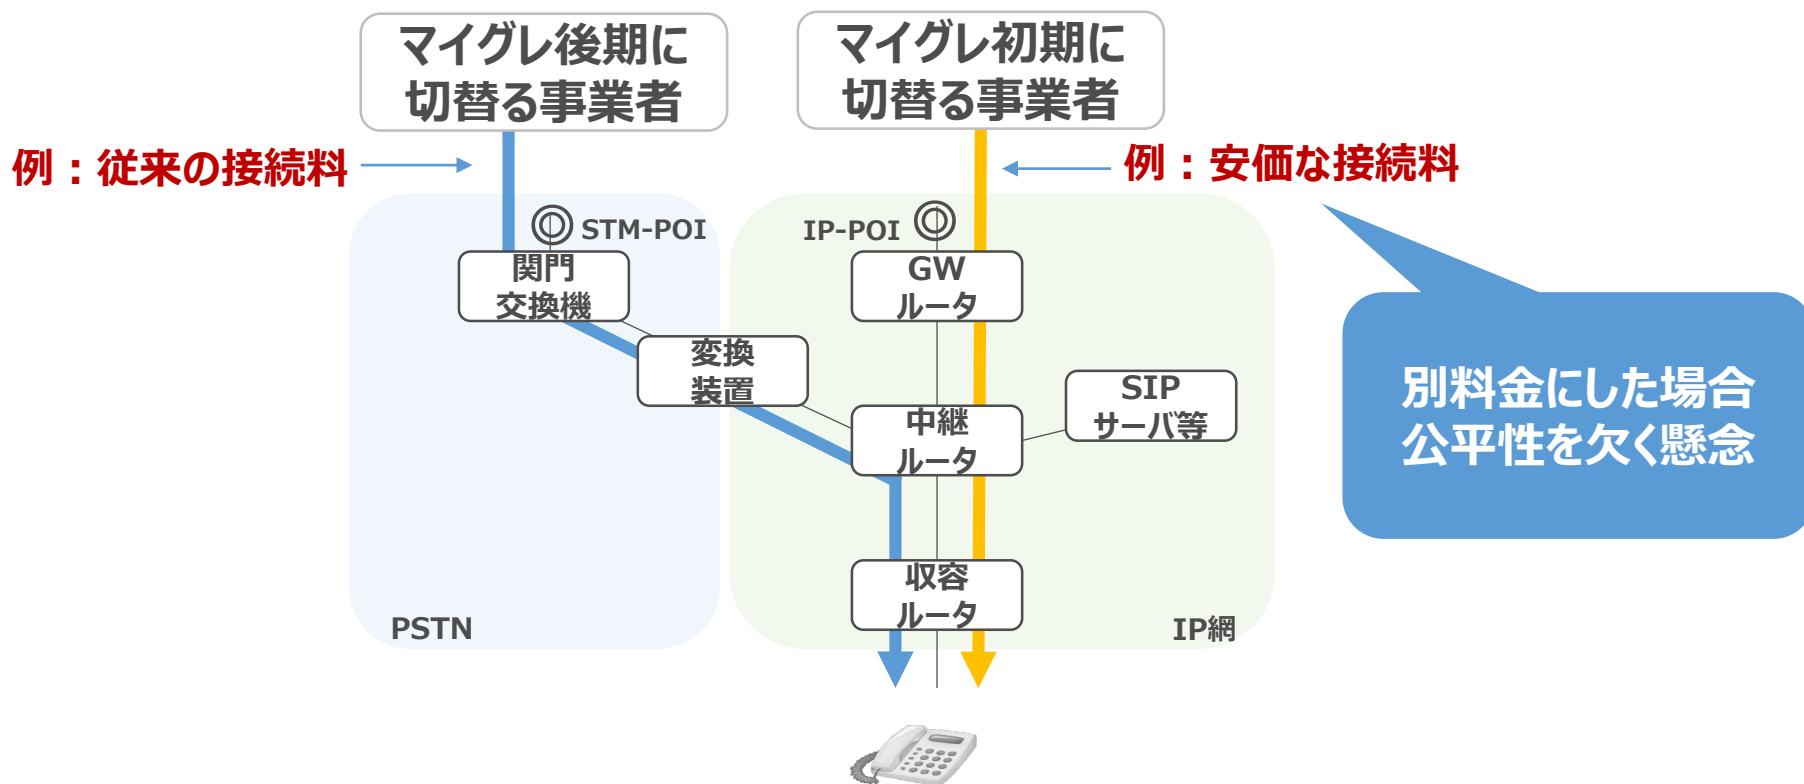 マイグレ後期に
切替る事業者
マイグレ初期に
切替る事業者
例：従来の接続料
例：安価な接続料
STM-POI
IP-POI
関門
交換機
GW
ルータ
変換
装置
SIP
サーバ等
中継
ルータ
別料金にした場合
公平性を欠く懸念
収容
ルータ
PSTN
IP網